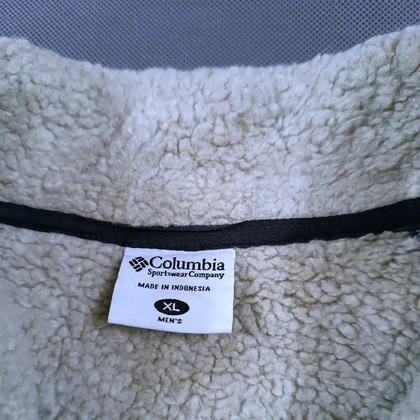 Columbia
Sportswear Company
MADE IN INDONESIA
XL
MEN'S